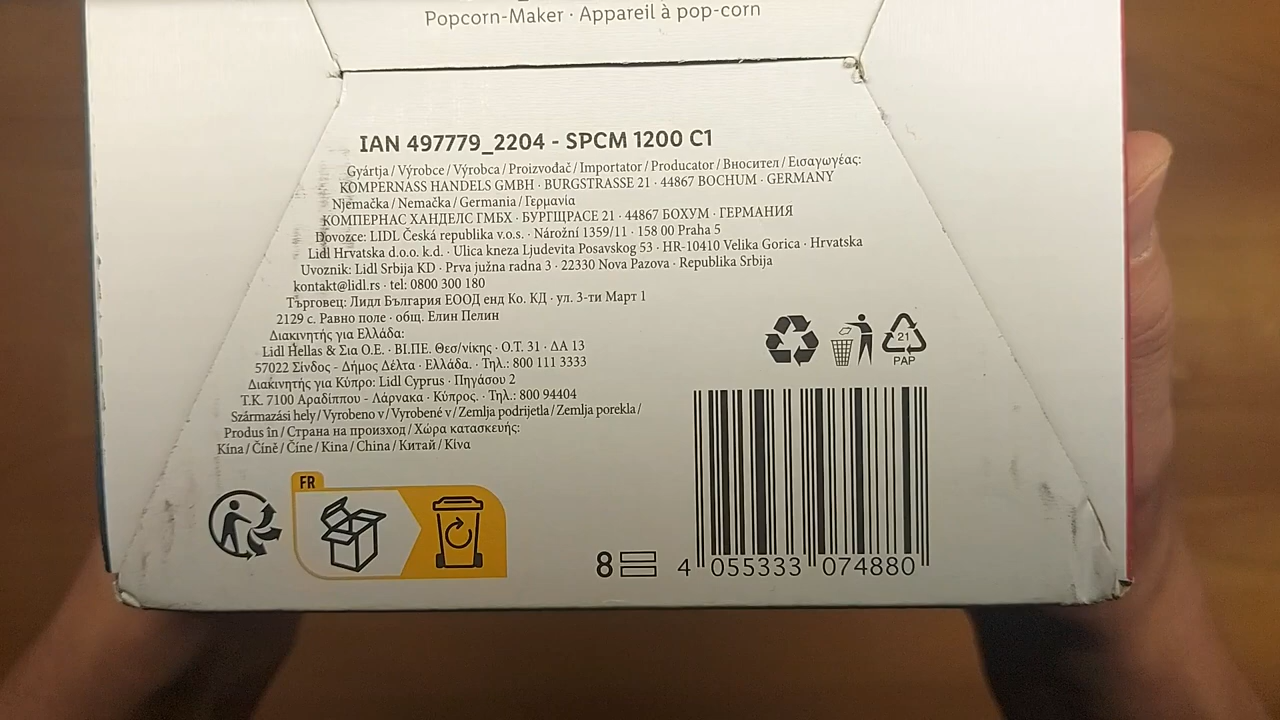 Popcorn-Maker · Appareil à pop-corn
IAN 497779_2204 - SPCM 1200 C1
Gyártja / Výrobce / Výrobca / Proizvođač / Importator / Producator / Вносител / Εισαγωγέας:
KOMPERNASS HANDELS GMBH · BURGSTRASSE 21 · 44867 BOCHUM · GERMANY
Njemačka / Nemačka / Germania / Γερμανία
КОМПЕРНАС ХАНДЕЛС ГМБХ · БУРГЩРАСЕ 21 · 44867 БОХУМ · ГЕРМАНИЯ
Dovozce: LIDL Česká republika v.o.s. · Nárožní 1359/11 · 158 00 Praha 5
Lidl Hrvatska d.o.o. k.d. · Ulica kneza Ljudevita Posavskog 53 · HR-10410 Velika Gorica · Hrvatska
Uvoznik: Lidl Srbija KD · Prva južna radna 3 · 22330 Nova Pazova · Republika Srbija
kontakt@lidl.rs · tel: 0800 300 180
Търговец: Лидл България ЕООД енд Ко. КД · ул. 3-ти Март 1
2129 с. Равно поле · общ. Елин Пелин
Διακινητής για Ελλάδα:
Lidl Hellas & Σια Ο.Ε. · ΒΙ.ΠΕ. Θεσ/νίκης · Ο.Τ. 31 · ΔΑ 13
57022 Σίνδος - Δήμος Δέλτα · Ελλάδα. · Τηλ.: 800 111 3333
Διακινητής για Κύπρο: Lidl Cyprus · Πηγάσου 2
Τ.Κ. 7100 Αραδίππου - Λάρνακα · Κύπρος. · Τηλ.: 800 94404
Származási hely / Vyrobeno v / Vyrobené v / Zemlja podrijetla / Zemlja porekla /
Produs în / Страна на произход / Χώρα κατασκευής:
Kína / Číně / Číne / Kina / China / Китай / Κίνα
21
PAP
FR
8
4 055333 074880